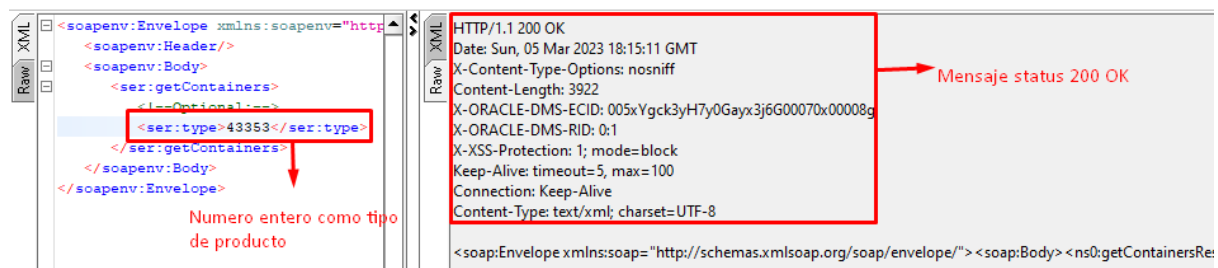 XML
Raw
<soapenv:Envelope xmlns:soapenv="http
<soapenv:Header/>
<soapenv:Body>
<ser:getContainers>
<!--Optional:-->
<ser:type>43353</ser:type>
</ser:getContainers>
</soapenv:Body>
</soapenv:Envelope>
Numero entero como tipo
de producto
XML
Raw
HTTP/1.1 200 OK
Date: Sun, 05 Mar 2023 18:15:11 GMT
X-Content-Type-Options: nosniff
Content-Length: 3922
X-ORACLE-DMS-ECID: 005xYgck3yH7y0Gayx3j6G00070x00008g
X-ORACLE-DMS-RID: 0:1
X-XSS-Protection: 1; mode=block
Keep-Alive: timeout=5, max=100
Connection: Keep-Alive
Content-Type: text/xml; charset=UTF-8
Mensaje status 200 OK
<soap:Envelope xmlns:soap="http://schemas.xmlsoap.org/soap/envelope/"><soap:Body><ns0:getContainersRes